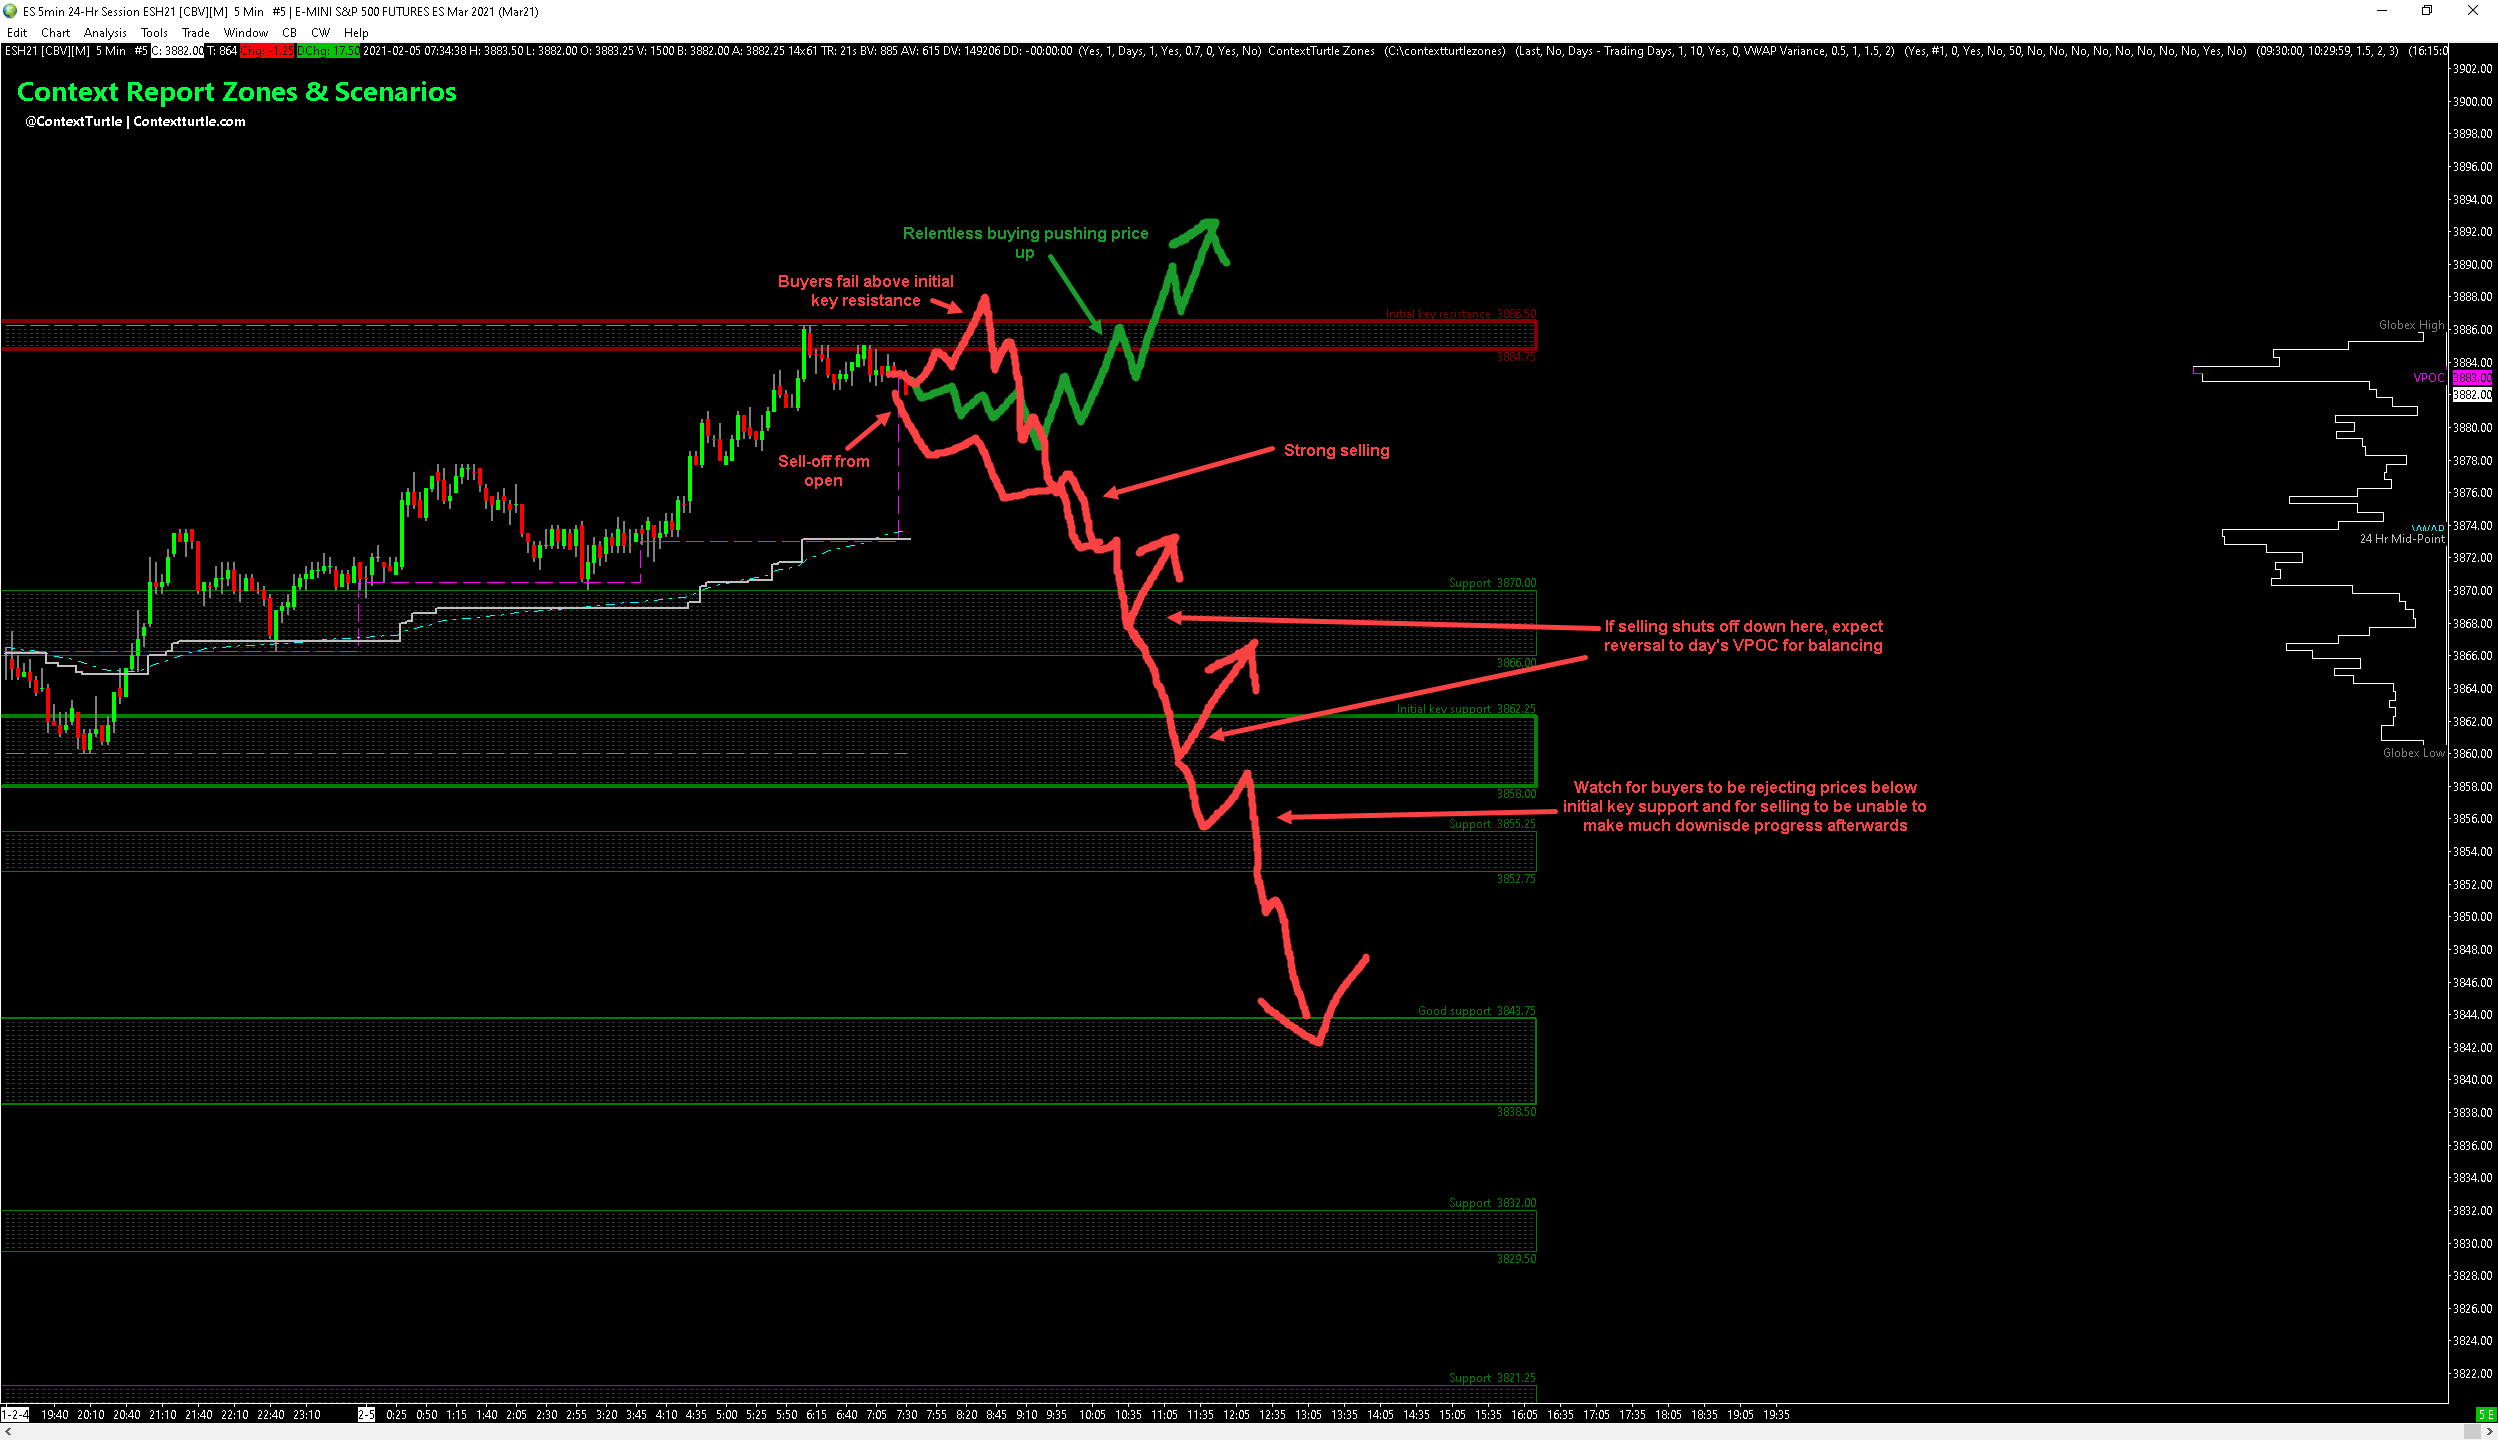 ES 5min 24-Hr Session ESH21 [CBV][M] 5 Min #5 | E-MINI S&P 500 FUTURES ES Mar 2021 (Mar21)
Edit Chart Analysis Tools Trade Window CB CW Help
ESH21 [CBV][M] 5 Min #5 C: 3882.00 T: 864 Chg: -1.25 DChg: 17.50 2021-02-05 07:34:38 H: 3883.50 L: 3882.00 O: 3883.25 V: 1500 B: 3882.00 A: 3882.25 14x61 TR: 21s BV: 885 AV: 615 DV: 149206 DD: -00:00:00 (Yes, 1, Days, 1, Yes, 0.7, 0, Yes, No) ContextTurtle Zones (C:\contextturtlezones) (Last, No, Days - Trading Days, 1, 10, Yes, 0, VWAP Variance, 0.5, 1, 1.5, 2) (Yes, #1, 0, Yes, No, 50, No, No, No, No, No, No, No, No, Yes, No) (09:30:00, 10:29:59, 1.5, 2, 3) (16:15:0
Context Report Zones & Scenarios
@ContextTurtle | Contextturtle.com
Relentless buying pushing price
up
Buyers fail above initial
key resistance
Initial key resistance 3886.50
3884.75
Sell-off from
open
Strong selling
Support 3870.00
3866.00
If selling shuts off down here, expect
reversal to day's VPOC for balancing
Initial key support 3862.25
3858.00
Watch for buyers to be rejecting prices below
initial key support and for selling to be unable to
make much downisde progress afterwards
Support 3855.25
3852.75
Good support 3843.75
3838.50
Support 3832.00
3829.50
Support 3821.25
Globex High
VPOC
VWAP
24 Hr Mid-Point
Globex Low
3902.00
3900.00
3898.00
3896.00
3894.00
3892.00
3890.00
3888.00
3886.00
3884.00
3883.00
3882.00
3880.00
3878.00
3876.00
3874.00
3872.00
3870.00
3868.00
3866.00
3864.00
3862.00
3860.00
3858.00
3856.00
3854.00
3852.00
3850.00
3848.00
3846.00
3844.00
3842.00
3840.00
3838.00
3836.00
3834.00
3832.00
3830.00
3828.00
3826.00
3824.00
3822.00
1-2-4 19:40 20:10 20:40 21:10 21:40 22:10 22:40 23:10 2-5 0:25 0:50 1:15 1:40 2:05 2:30 2:55 3:20 3:45 4:10 4:35 5:00 5:25 5:50 6:15 6:40 7:05 7:30 7:55 8:20 8:45 9:10 9:35 10:05 10:35 11:05 11:35 12:05 12:35 13:05 13:35 14:05 14:35 15:05 15:35 16:05 16:35 17:05 17:35 18:05 18:35 19:05 19:35
5 E